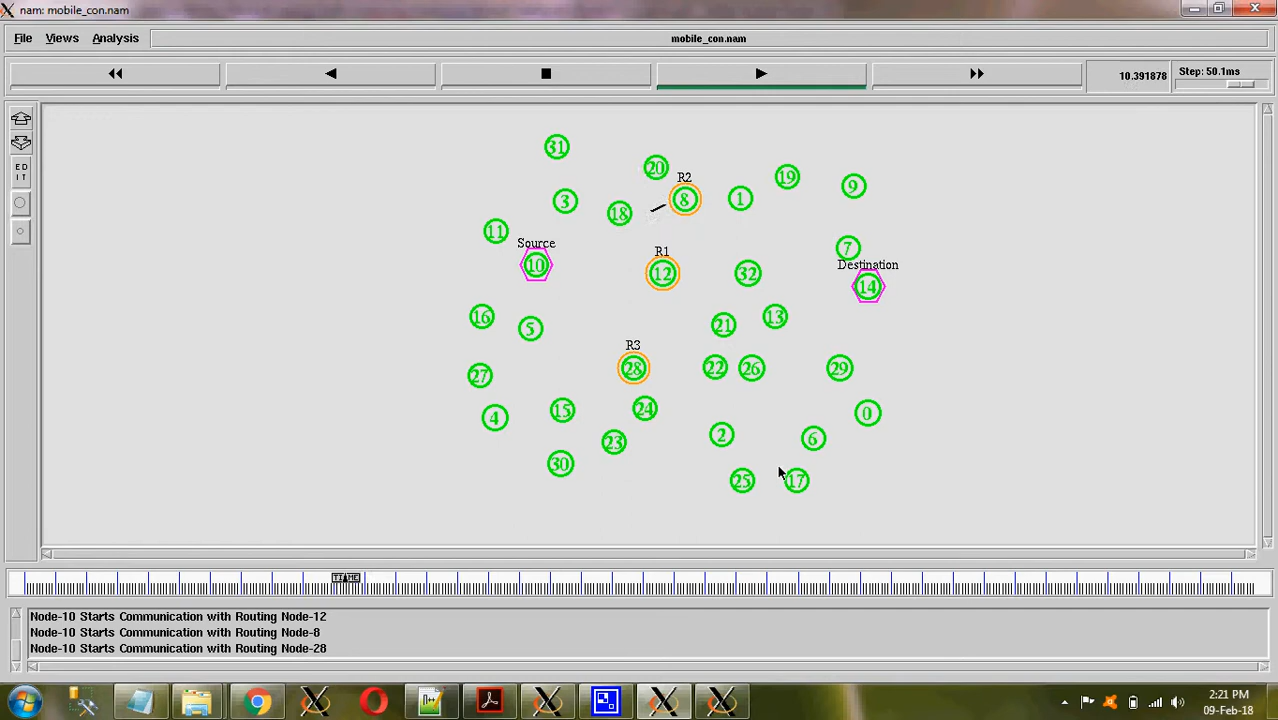 nam: mobile_con.nam
File Views Analysis
mobile_con.nam
10.391878
Step: 50.1ms
ED
IT
31
20
R2
19
9
3
18
8
1
11
Source
10
R1
12
32
7
Destination
14
16
5
21
13
R3
28
22
26
29
27
4
15
24
0
23
2
6
30
25
17
TIME
Node-10 Starts Communication with Routing Node-12
Node-10 Starts Communication with Routing Node-8
Node-10 Starts Communication with Routing Node-28
2:21 PM
09-Feb-18